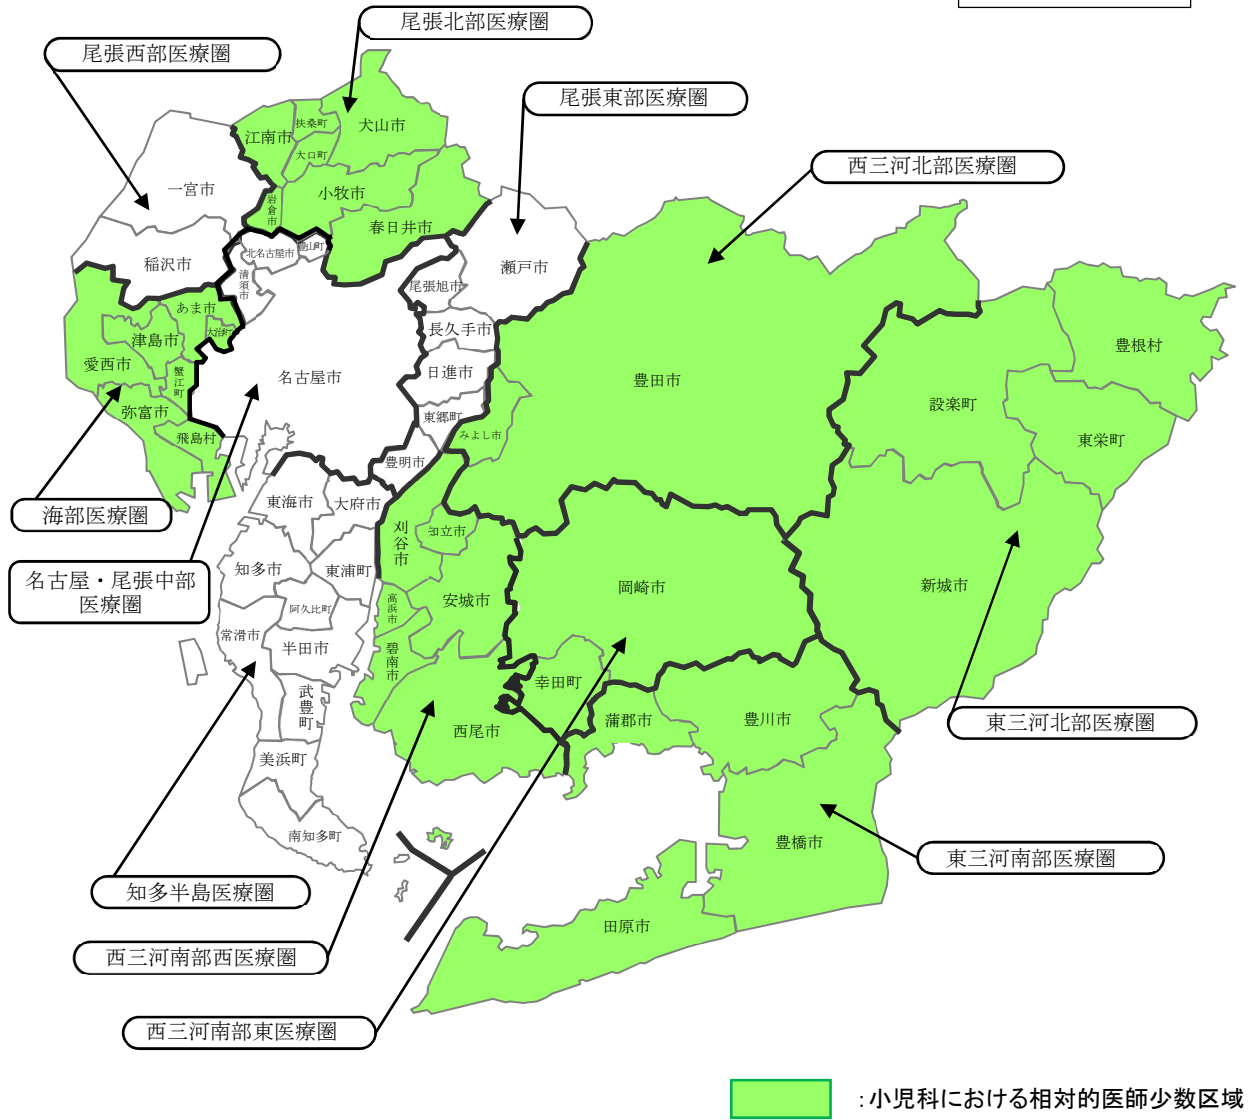 尾張北部医療圏
尾張西部医療圏
尾張東部医療圏
西三河北部医療圏
扶桑町
犬山市
江南市
大口町
一宮市
小牧市
岩倉市
春日井市
稲沢市
北名古屋市
豊山町
清須市
瀬戸市
尾張旭市
あま市
大治町
津島市
長久手市
愛西市
蟹江町
名古屋市
日進市
豊田市
豊根村
設楽町
弥富市
東郷町
みよし市
飛島村
東栄町
豊明市
海部医療圏
東海市
大府市
刈谷市
知立市
名古屋・尾張中部
医療圏
知多市
東浦町
岡崎市
新城市
阿久比町
高浜市
安城市
常滑市
半田市
碧南市
武豊町
幸田町
西尾市
蒲郡市
豊川市
東三河北部医療圏
美浜町
南知多町
豊橋市
東三河南部医療圏
知多半島医療圏
田原市
西三河南部西医療圏
西三河南部東医療圏
:小児科における相対的医師少数区域